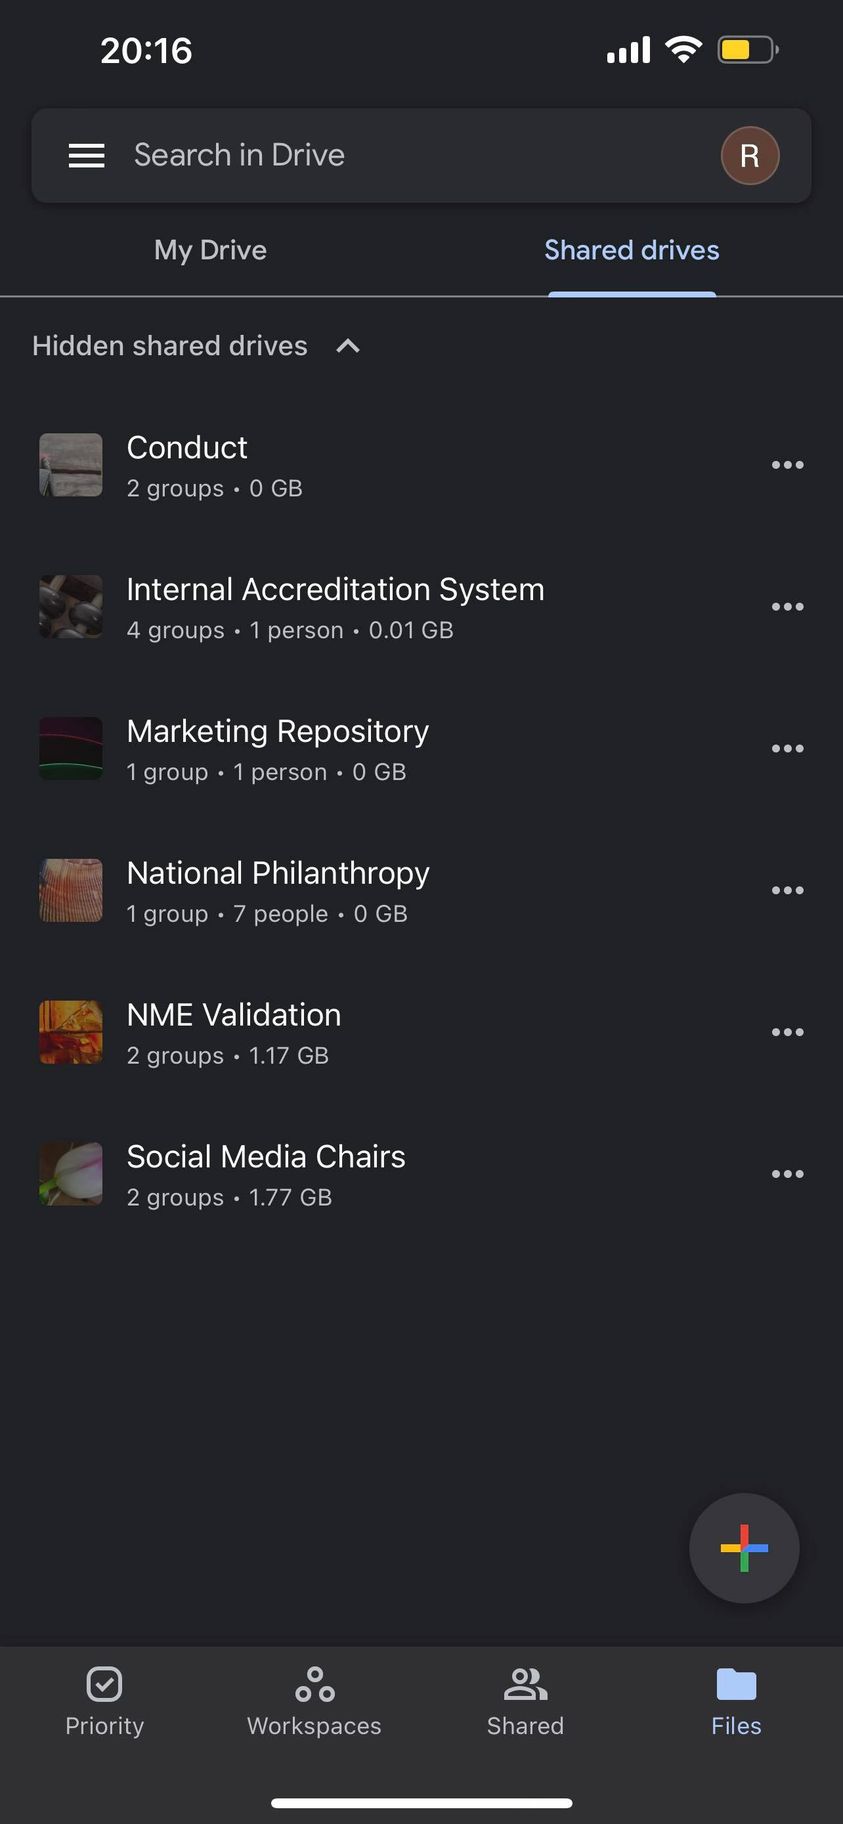 20:16
Search in Drive
R
My Drive
Shared drives
Hidden shared drives
Conduct
2 groups • 0 GB
Internal Accreditation System
4 groups • 1 person • 0.01 GB
Marketing Repository
1 group • 1 person • 0 GB
National Philanthropy
1 group • 7 people • 0 GB
NME Validation
2 groups • 1.17 GB
Social Media Chairs
2 groups • 1.77 GB
Priority
Workspaces
Shared
Files